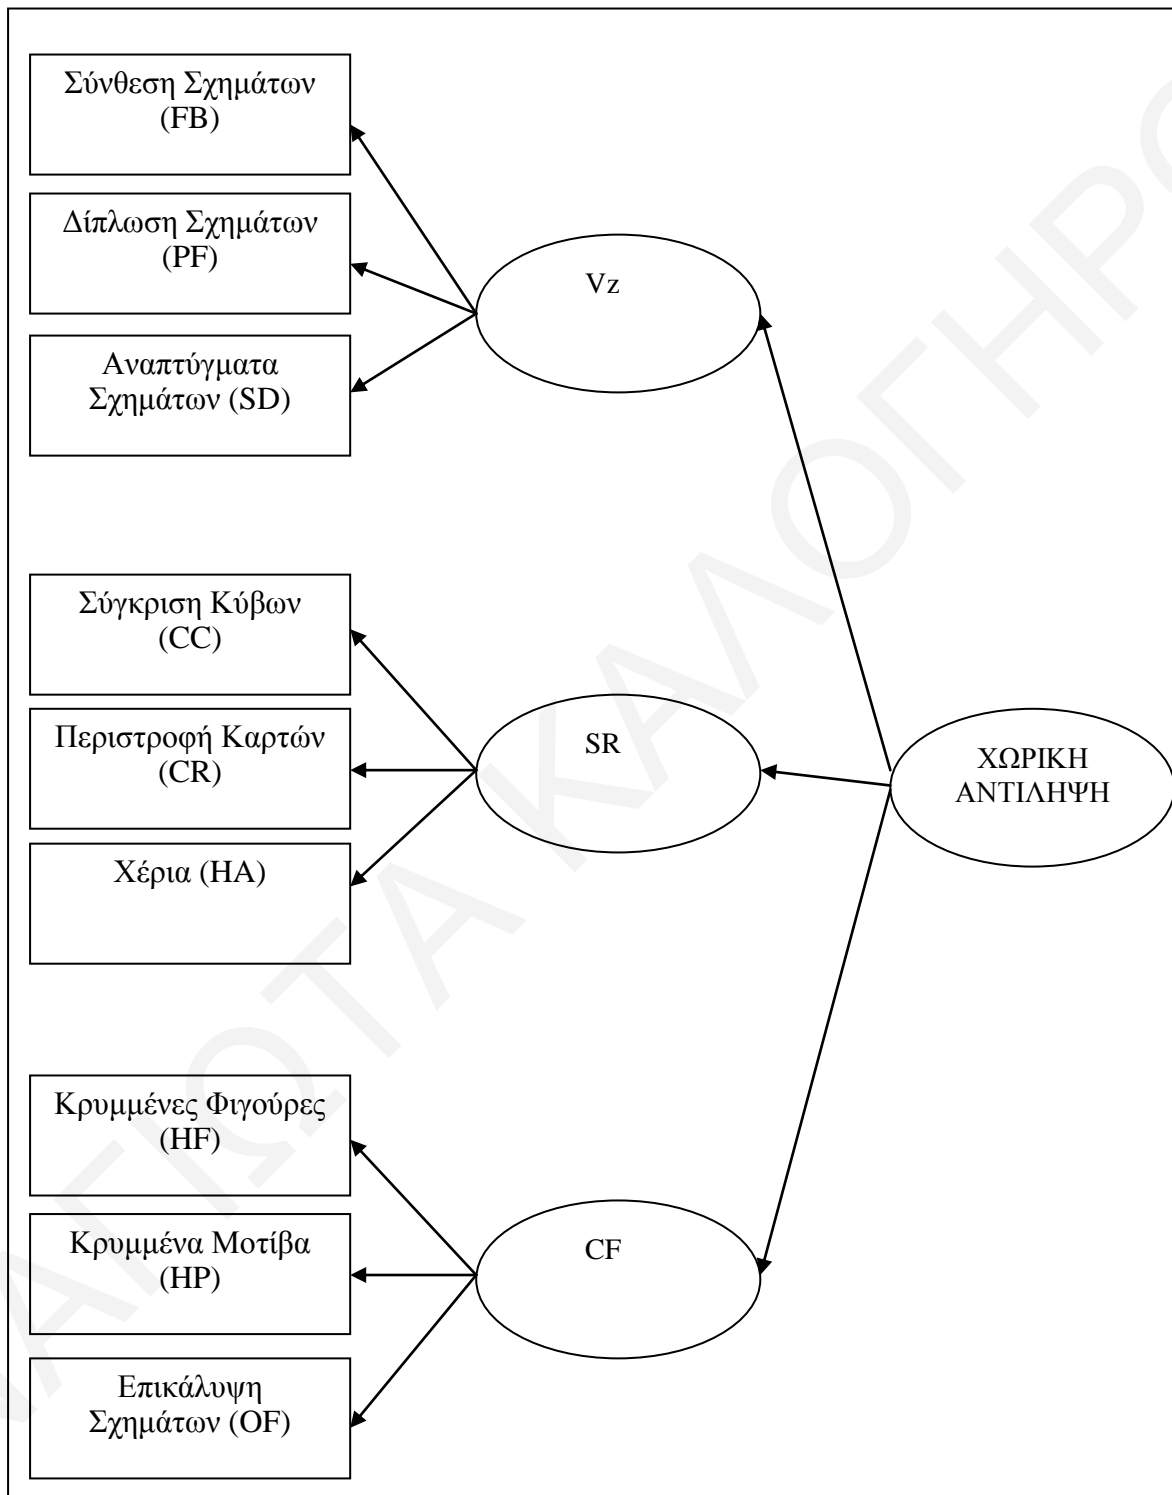 Σύνθεση Σχημάτων
(FB)
Δίπλωση Σχημάτων
(PF)
Αναπτύγματα
Σχημάτων (SD)
Vz
Σύγκριση Κύβων
(CC)
Περιστροφή Καρτών
(CR)
Χέρια (HA)
SR
ΧΩΡΙΚΗ
ΑΝΤΙΛΗΨΗ
Κρυμμένες Φιγούρες
(HF)
Κρυμμένα Μοτίβα
(HP)
Επικάλυψη
Σχημάτων (OF)
CF